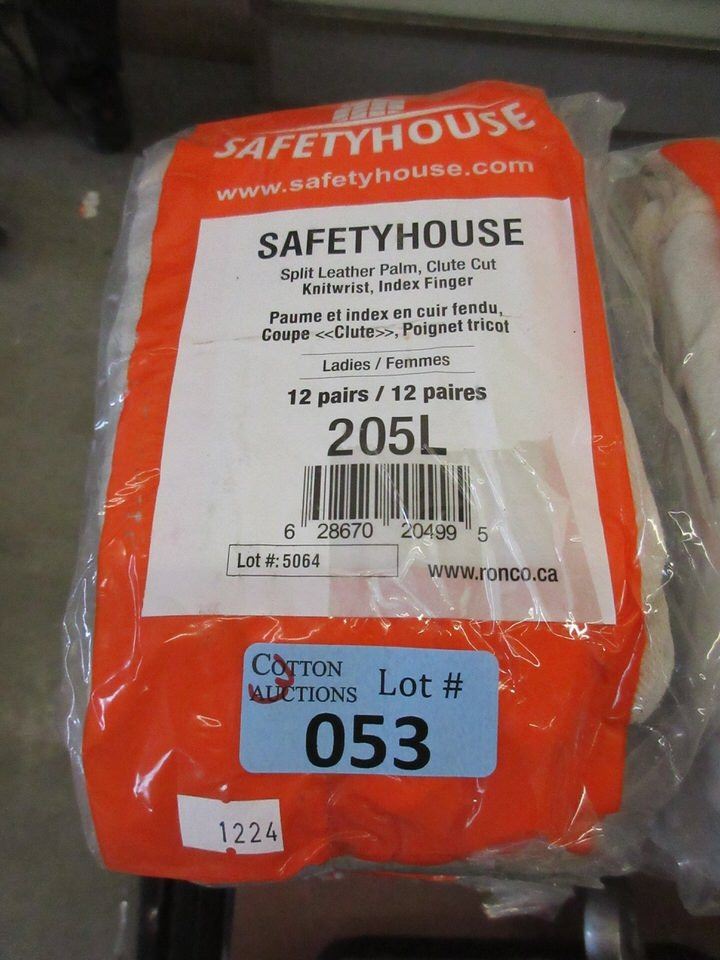 SAFETYHOUSE
www.safetyhouse.com
SAFETYHOUSE
Split Leather Palm, Clute Cut
Knitwrist, Index Finger
Paume et index en cuir fendu,
Coupe <<Clute>>, Poignet tricot
Ladies / Femmes
12 pairs / 12 paires
205L
6 28670 20499 5
Lot #: 5064
www.ronco.ca
COTTON
AUCTIONS
Lot #
053
1224